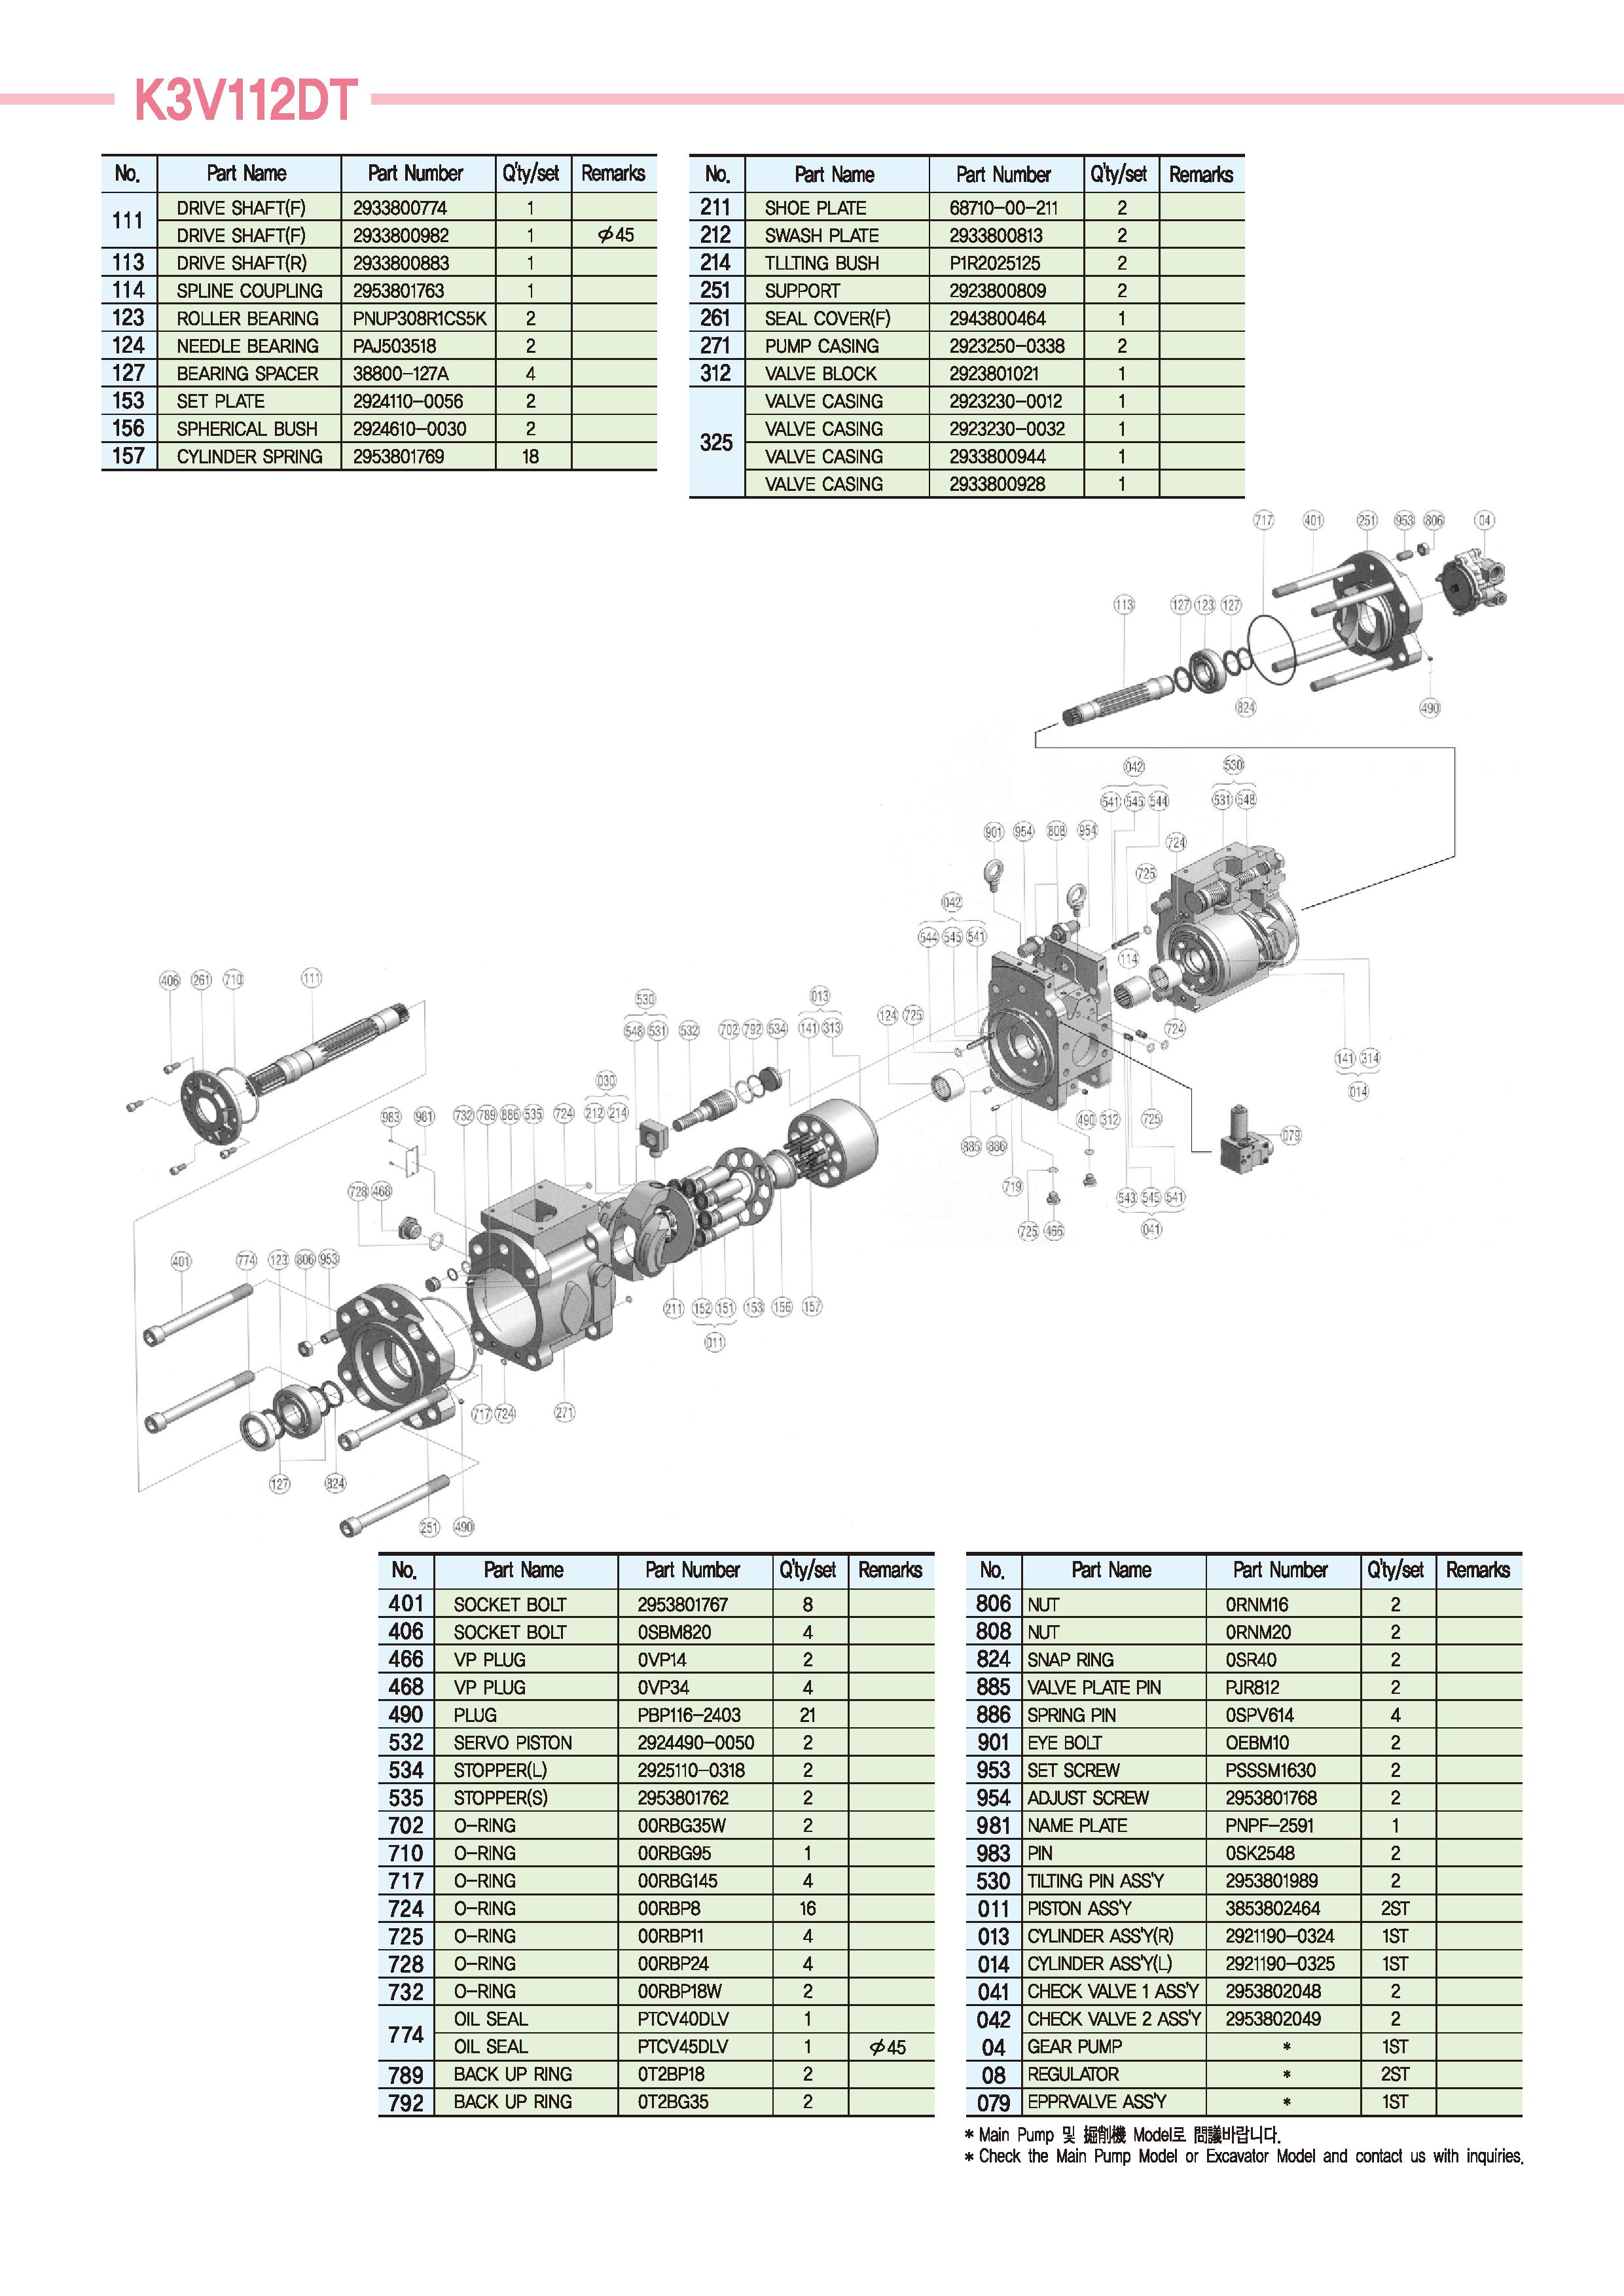 K3V112DT
No. Part Name Part Number Q'ty/set Remarks
111 DRIVE SHAFT(F) 2933800774 1
DRIVE SHAFT(F) 2933800982 1 ϕ45
113 DRIVE SHAFT(R) 2933800883 1
114 SPLINE COUPLING 2953801763 1
123 ROLLER BEARING PNUP308R1CS5K 2
124 NEEDLE BEARING PAJ503518 2
127 BEARING SPACER 38800-127A 4
153 SET PLATE 2924110-0056 2
156 SPHERICAL BUSH 2924610-0030 2
157 CYLINDER SPRING 2953801769 18
No. Part Name Part Number Q'ty/set Remarks
211 SHOE PLATE 68710-00-211 2
212 SWASH PLATE 2933800813 2
214 TLLTING BUSH P1R2025125 2
251 SUPPORT 2923800809 2
261 SEAL COVER(F) 2943800464 1
271 PUMP CASING 2923250-0338 2
312 VALVE BLOCK 2923801021 1
325 VALVE CASING 2923230-0012 1
VALVE CASING 2923230-0032 1
VALVE CASING 2933800944 1
VALVE CASING 2933800928 1
717 401 251 953 806 04
113 127 123 127
824 490
042 530
541 545 544 531 548
901 954 808 954 724
725
042
544 545 541 114
406 261 710 111
530 013
548 531 532 702 792 534 141 313 124 725 724
030 141 314
014
983 981 732 789 886 535 724 212 214
885 886 490 312 725 079
728 468 719 543 545 541
725 466 041
401 774 123 806 953
211 152 151 153 156 157
011
717 724 271
127 824
251 490
No. Part Name Part Number Q'ty/set Remarks
401 SOCKET BOLT 2953801767 8
406 SOCKET BOLT 0SBM820 4
466 VP PLUG 0VP14 2
468 VP PLUG 0VP34 4
490 PLUG PBP116-2403 21
532 SERVO PISTON 2924490-0050 2
534 STOPPER(L) 2925110-0318 2
535 STOPPER(S) 2953801762 2
702 O-RING 00RBG35W 2
710 O-RING 00RBG95 1
717 O-RING 00RBG145 4
724 O-RING 00RBP8 16
725 O-RING 00RBP11 4
728 O-RING 00RBP24 4
732 O-RING 00RBP18W 2
774 OIL SEAL PTCV40DLV 1
OIL SEAL PTCV45DLV 1 ϕ45
789 BACK UP RING 0T2BP18 2
792 BACK UP RING 0T2BG35 2
No. Part Name Part Number Q'ty/set Remarks
806 NUT 0RNM16 2
808 NUT 0RNM20 2
824 SNAP RING 0SR40 2
885 VALVE PLATE PIN PJR812 2
886 SPRING PIN 0SPV614 4
901 EYE BOLT OEBM10 2
953 SET SCREW PSSSM1630 2
954 ADJUST SCREW 2953801768 2
981 NAME PLATE PNPF-2591 1
983 PIN 0SK2548 2
530 TILTING PIN ASS'Y 2953801989 2
011 PISTON ASS'Y 3853802464 2ST
013 CYLINDER ASS'Y(R) 2921190-0324 1ST
014 CYLINDER ASS'Y(L) 2921190-0325 1ST
041 CHECK VALVE 1 ASS'Y 2953802048 2
042 CHECK VALVE 2 ASS'Y 2953802049 2
04 GEAR PUMP * 1ST
08 REGULATOR * 2ST
079 EPPRVALVE ASS'Y * 1ST
* Main Pump 및 掘削機 Model로 問議바랍니다.
* Check the Main Pump Model or Excavator Model and contact us with inquiries.